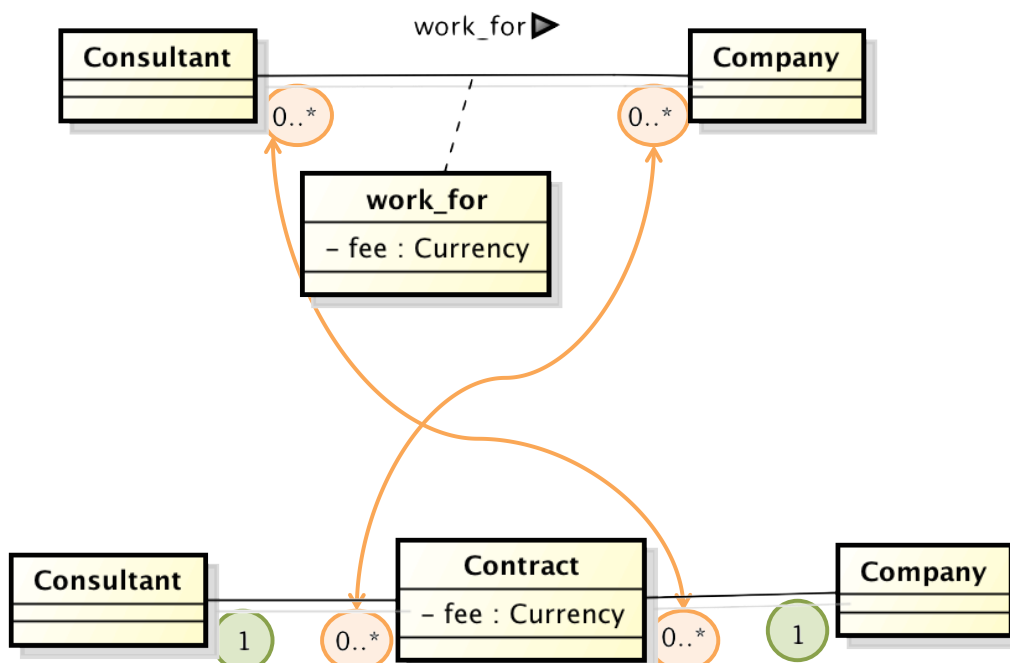 work_for
Consultant
Company
0..*
0..*
work_for
– fee : Currency
Consultant
Contract
Company
– fee : Currency
1
0..*
0..*
1